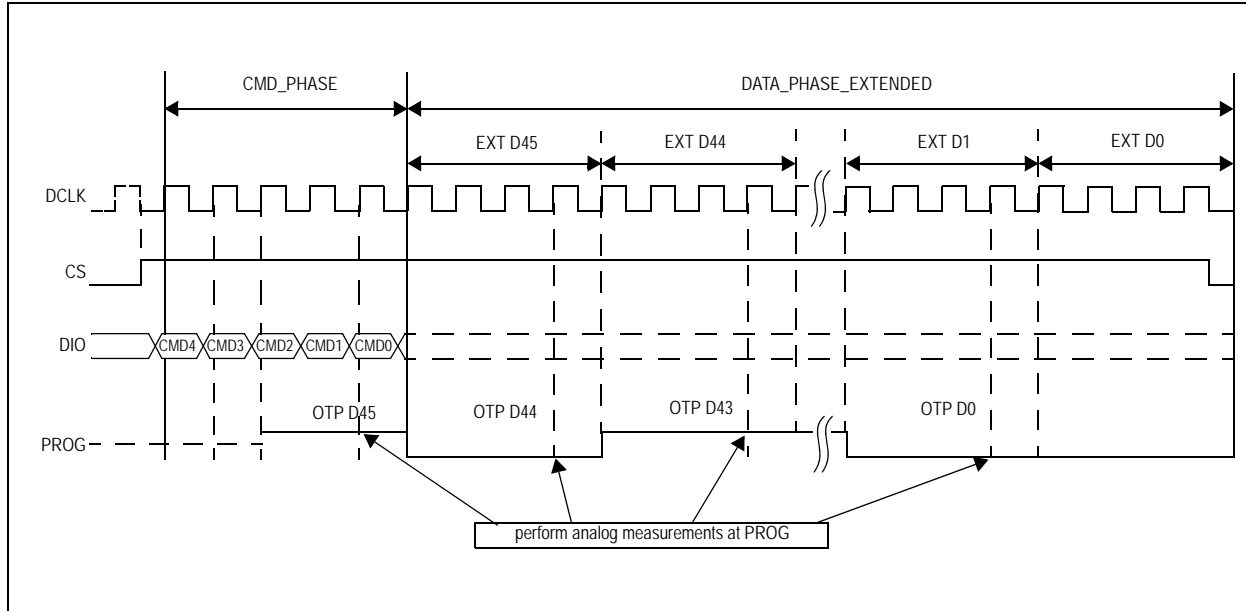 CMD_PHASE DATA_PHASE_EXTENDED
EXT D45 EXT D44 EXT D1 EXT D0
DCLK
CS
DIO CMD4 CMD3 CMD2 CMD1 CMD0
OTP D45 OTP D44 OTP D43 OTP D0
PROG
perform analog measurements at PROG